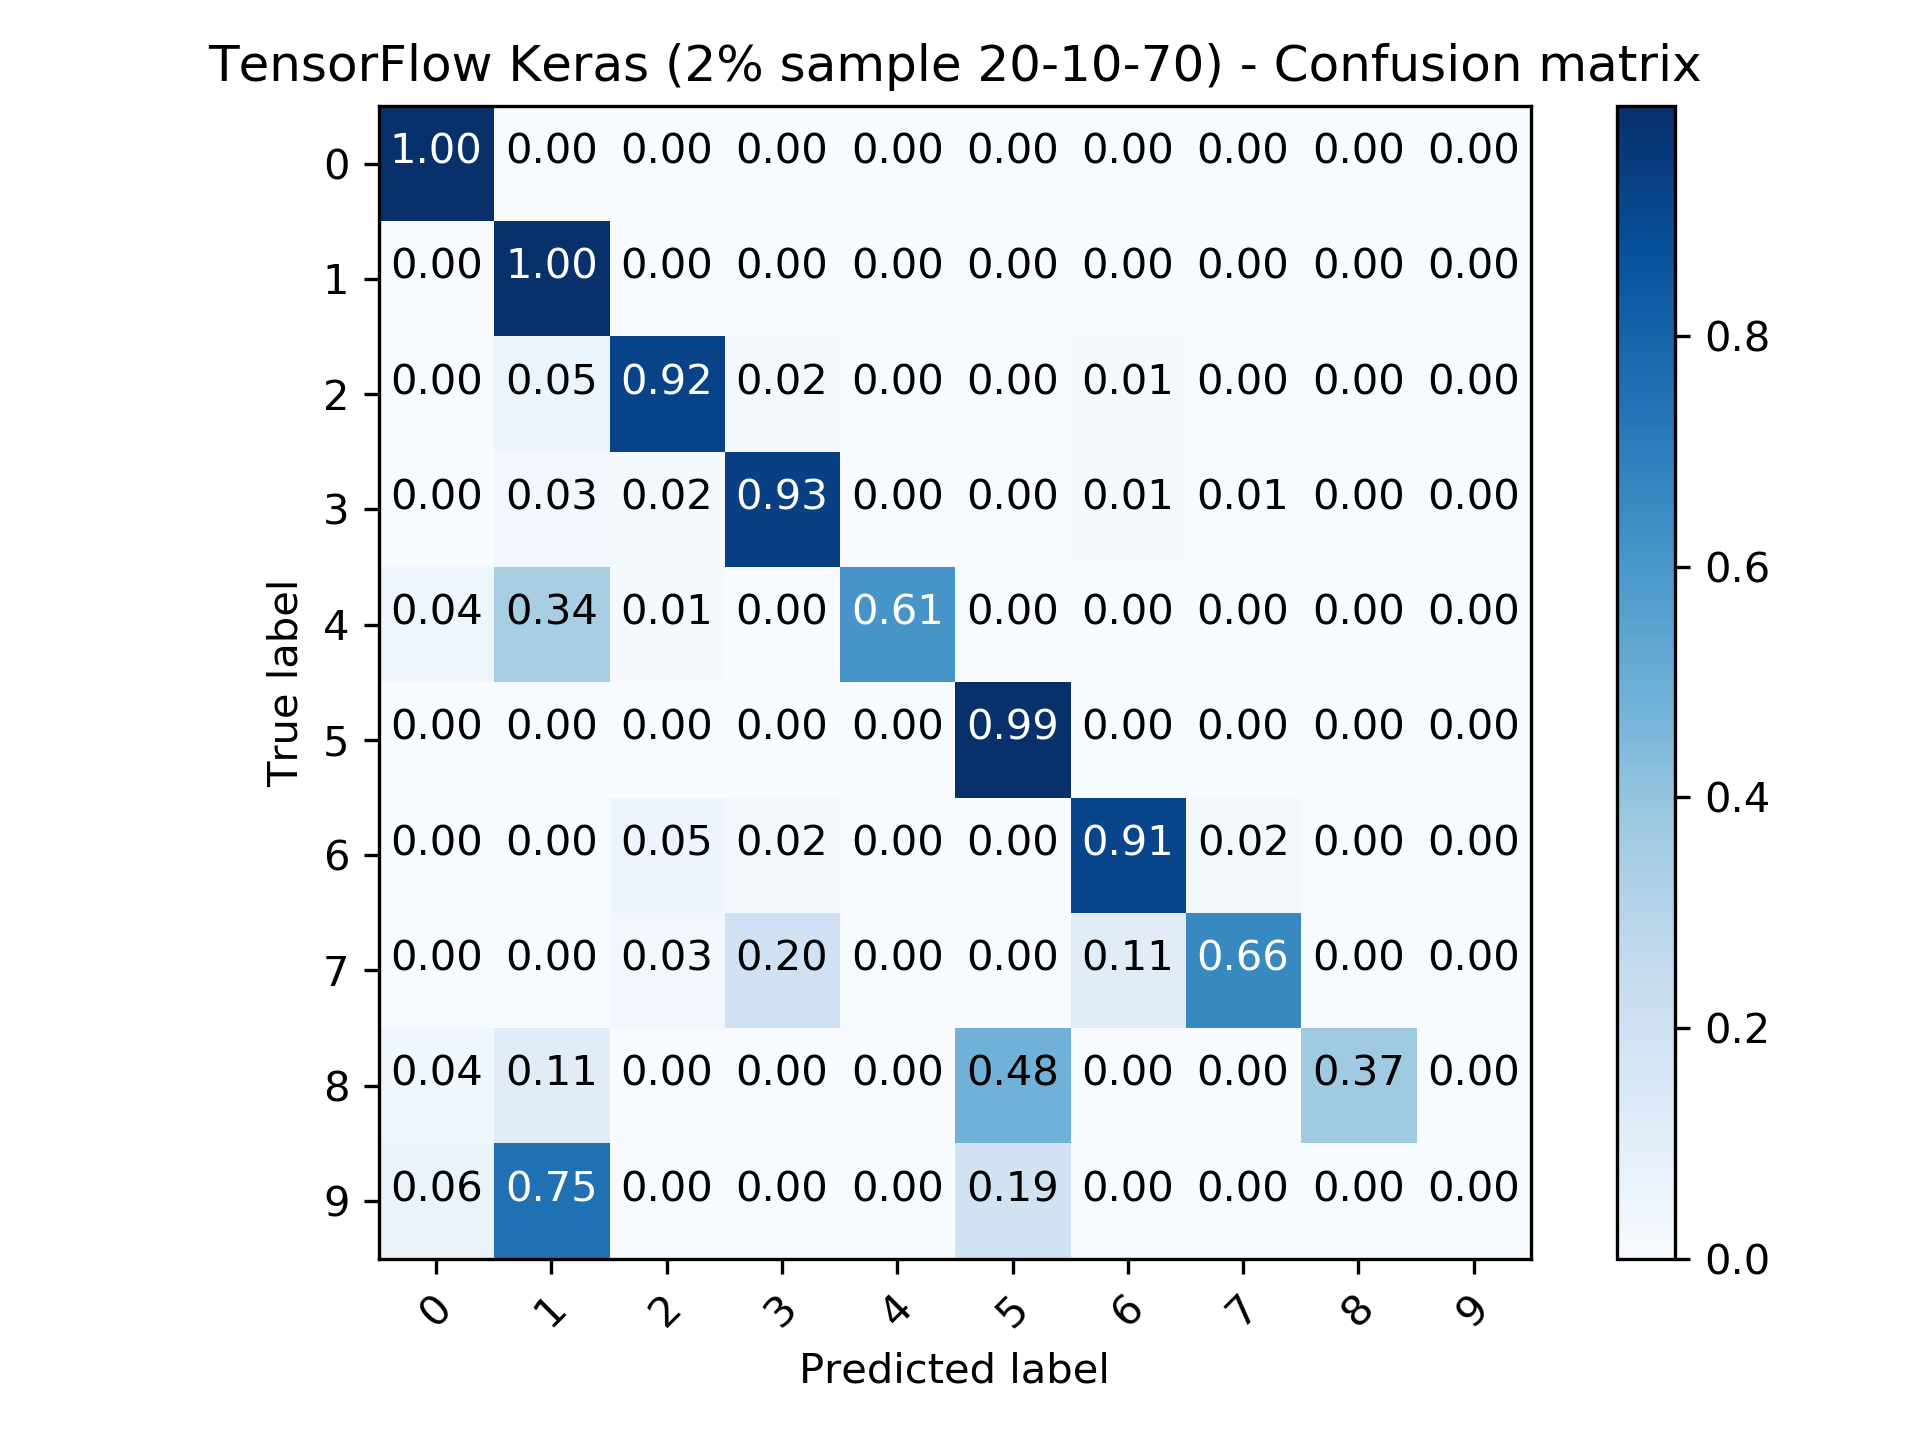 TensorFlow Keras (2% sample 20-10-70) - Confusion matrix
0 1.00 0.00 0.00 0.00 0.00 0.00 0.00 0.00 0.00 0.00
1 0.00 1.00 0.00 0.00 0.00 0.00 0.00 0.00 0.00 0.00
2 0.00 0.05 0.92 0.02 0.00 0.00 0.01 0.00 0.00 0.00
3 0.00 0.03 0.02 0.93 0.00 0.00 0.01 0.01 0.00 0.00
4 0.04 0.34 0.01 0.00 0.61 0.00 0.00 0.00 0.00 0.00
5 0.00 0.00 0.00 0.00 0.00 0.99 0.00 0.00 0.00 0.00
6 0.00 0.00 0.05 0.02 0.00 0.00 0.91 0.02 0.00 0.00
7 0.00 0.00 0.03 0.20 0.00 0.00 0.11 0.66 0.00 0.00
8 0.04 0.11 0.00 0.00 0.00 0.48 0.00 0.00 0.37 0.00
9 0.06 0.75 0.00 0.00 0.00 0.19 0.00 0.00 0.00 0.00
0 1 2 3 4 5 6 7 8 9
True label
Predicted label
0.8
0.6
0.4
0.2
0.0